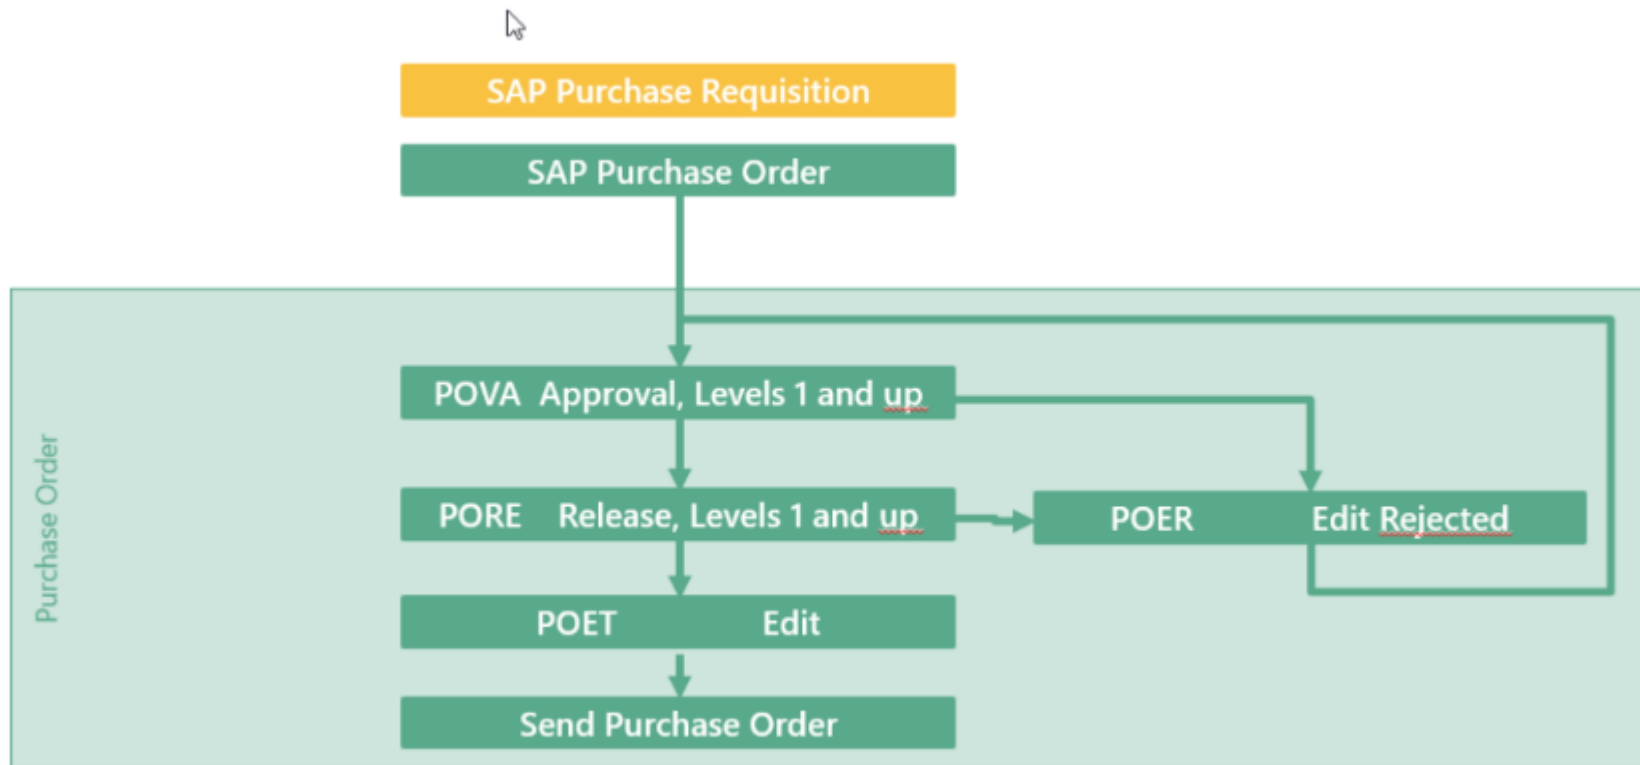 SAP Purchase Requisition
SAP Purchase Order
Purchase Order
POVA Approval, Levels 1 and up
PORE Release, Levels 1 and up
POER Edit Rejected
POET Edit
Send Purchase Order